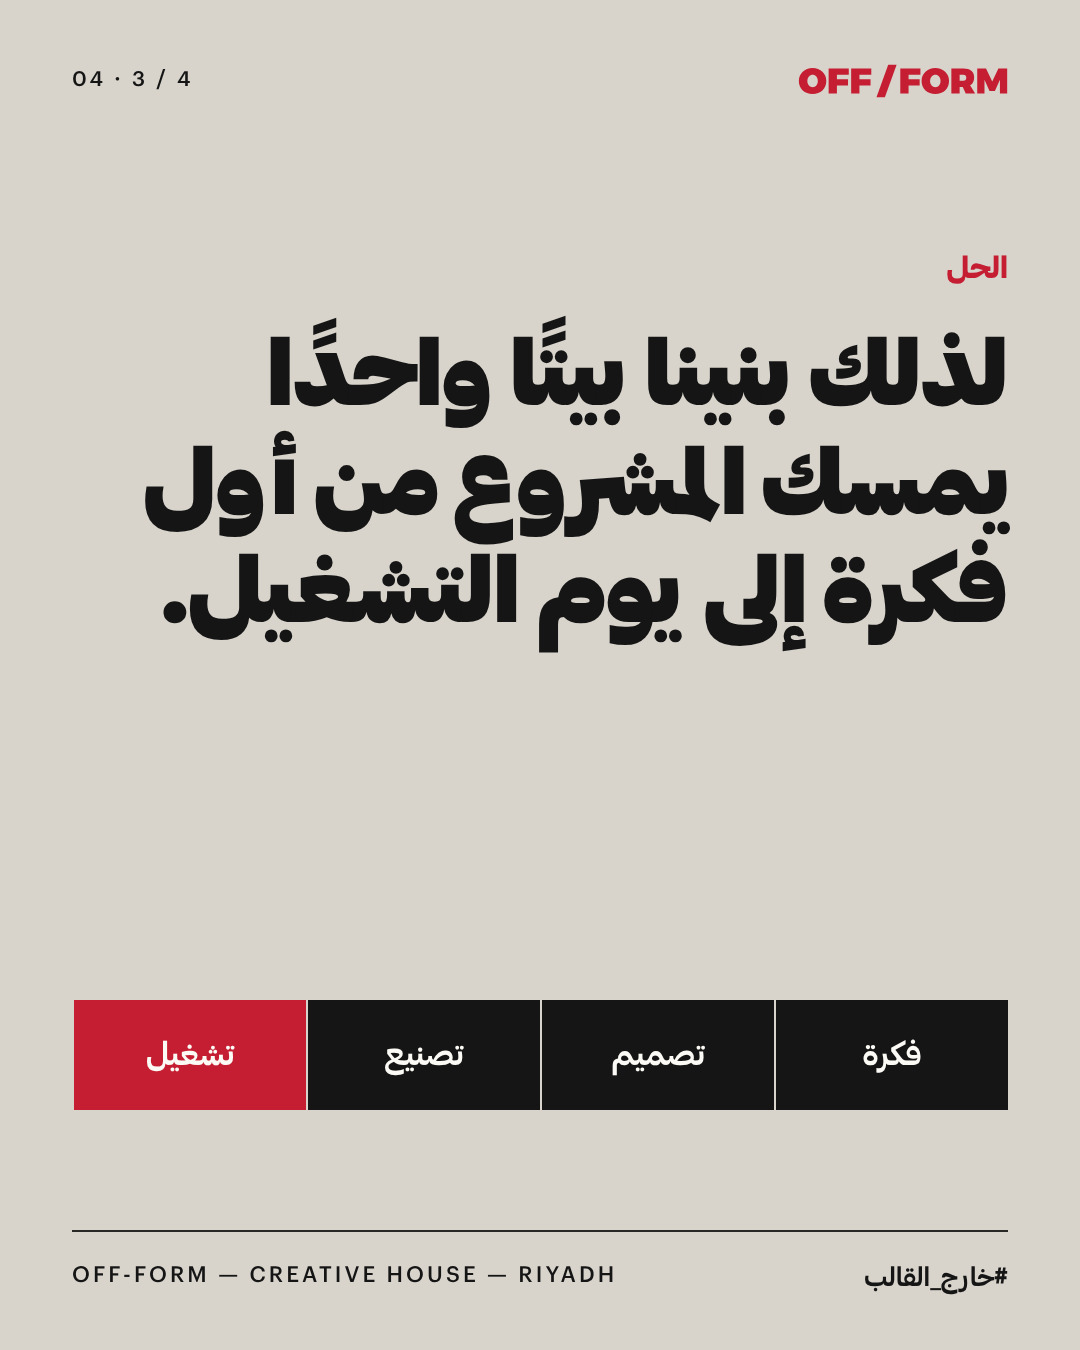 04 · 3 / 4
OFF/FORM
الحل
لذلك بنينا بيتًا واحدًا
يمسك المشروع من أول
فكرة إلى يوم التشغيل.
فكرة
تصميم
تصنيع
تشغيل
OFF-FORM — CREATIVE HOUSE — RIYADH
#خارج_القالب